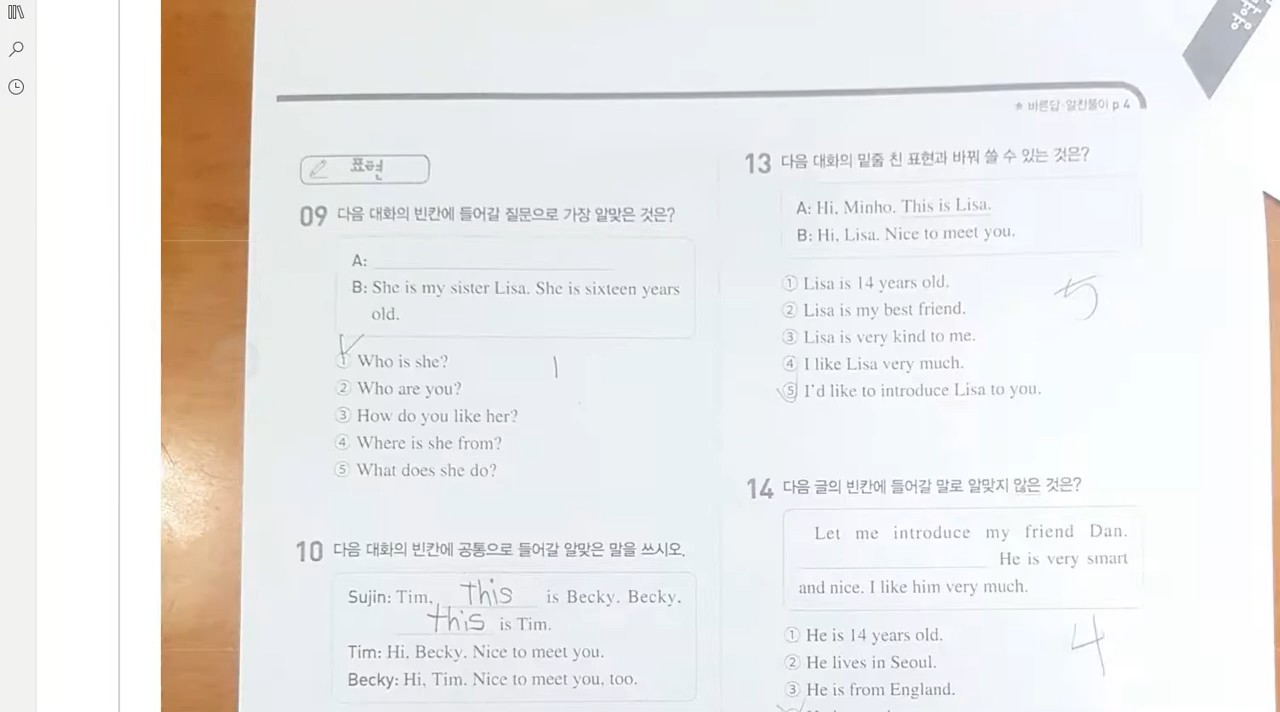 ★ 바른답·알찬풀이 p.4
표현
09 다음 대화의 빈칸에 들어갈 질문으로 가장 알맞은 것은?
A:
B: She is my sister Lisa. She is sixteen years
old.
① Who is she?
1
② Who are you?
③ How do you like her?
④ Where is she from?
⑤ What does she do?
10 다음 대화의 빈칸에 공통으로 들어갈 알맞은 말을 쓰시오.
Sujin: Tim, this is Becky. Becky.
this is Tim.
Tim: Hi, Becky. Nice to meet you.
Becky: Hi, Tim. Nice to meet you, too.
13 다음 대화의 밑줄 친 표현과 바꿔 쓸 수 있는 것은?
A: Hi, Minho. This is Lisa.
B: Hi, Lisa. Nice to meet you.
① Lisa is 14 years old.
5
② Lisa is my best friend.
③ Lisa is very kind to me.
④ I like Lisa very much.
⑤ I'd like to introduce Lisa to you.
14 다음 글의 빈칸에 들어갈 말로 알맞지 않은 것은?
Let me introduce my friend Dan.
He is very smart
and nice. I like him very much.
① He is 14 years old.
4
② He lives in Seoul.
③ He is from England.